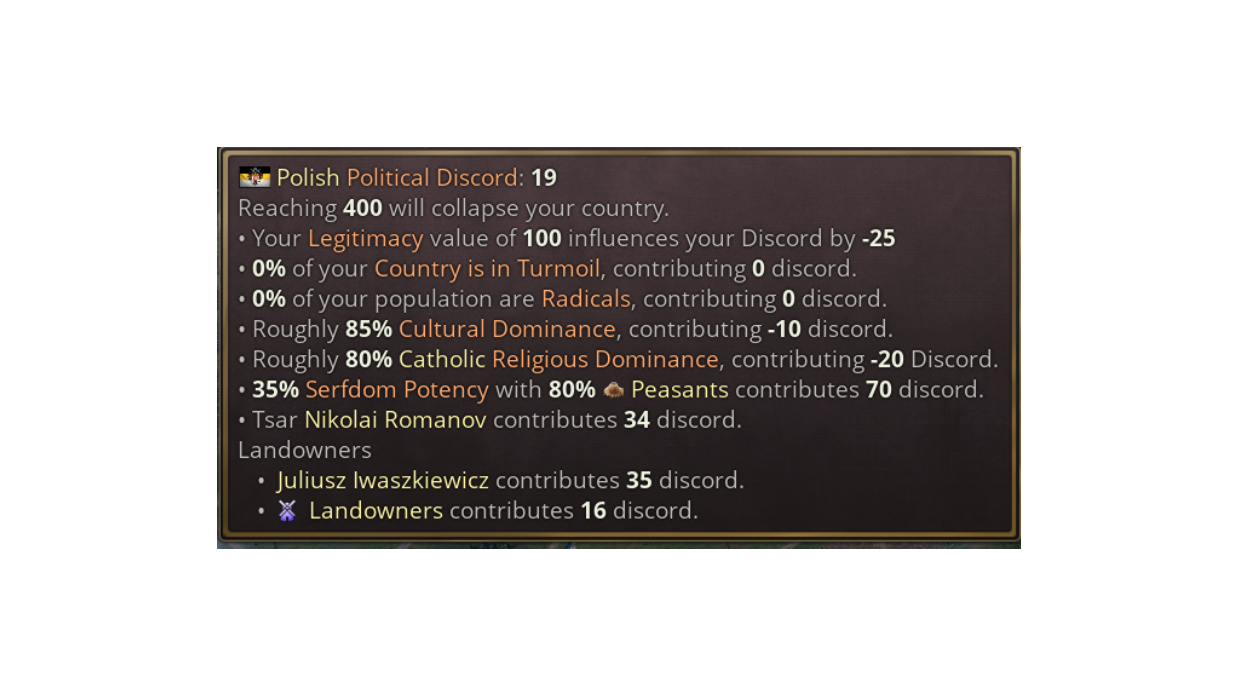 Polish Political Discord: 19
Reaching 400 will collapse your country.
• Your Legitimacy value of 100 influences your Discord by -25
• 0% of your Country is in Turmoil, contributing 0 discord.
• 0% of your population are Radicals, contributing 0 discord.
• Roughly 85% Cultural Dominance, contributing -10 discord.
• Roughly 80% Catholic Religious Dominance, contributing -20 Discord.
• 35% Serfdom Potency with 80% Peasants contributes 70 discord.
• Tsar Nikolai Romanov contributes 34 discord.
Landowners
• Juliusz Iwaszkiewicz contributes 35 discord.
• Landowners contributes 16 discord.